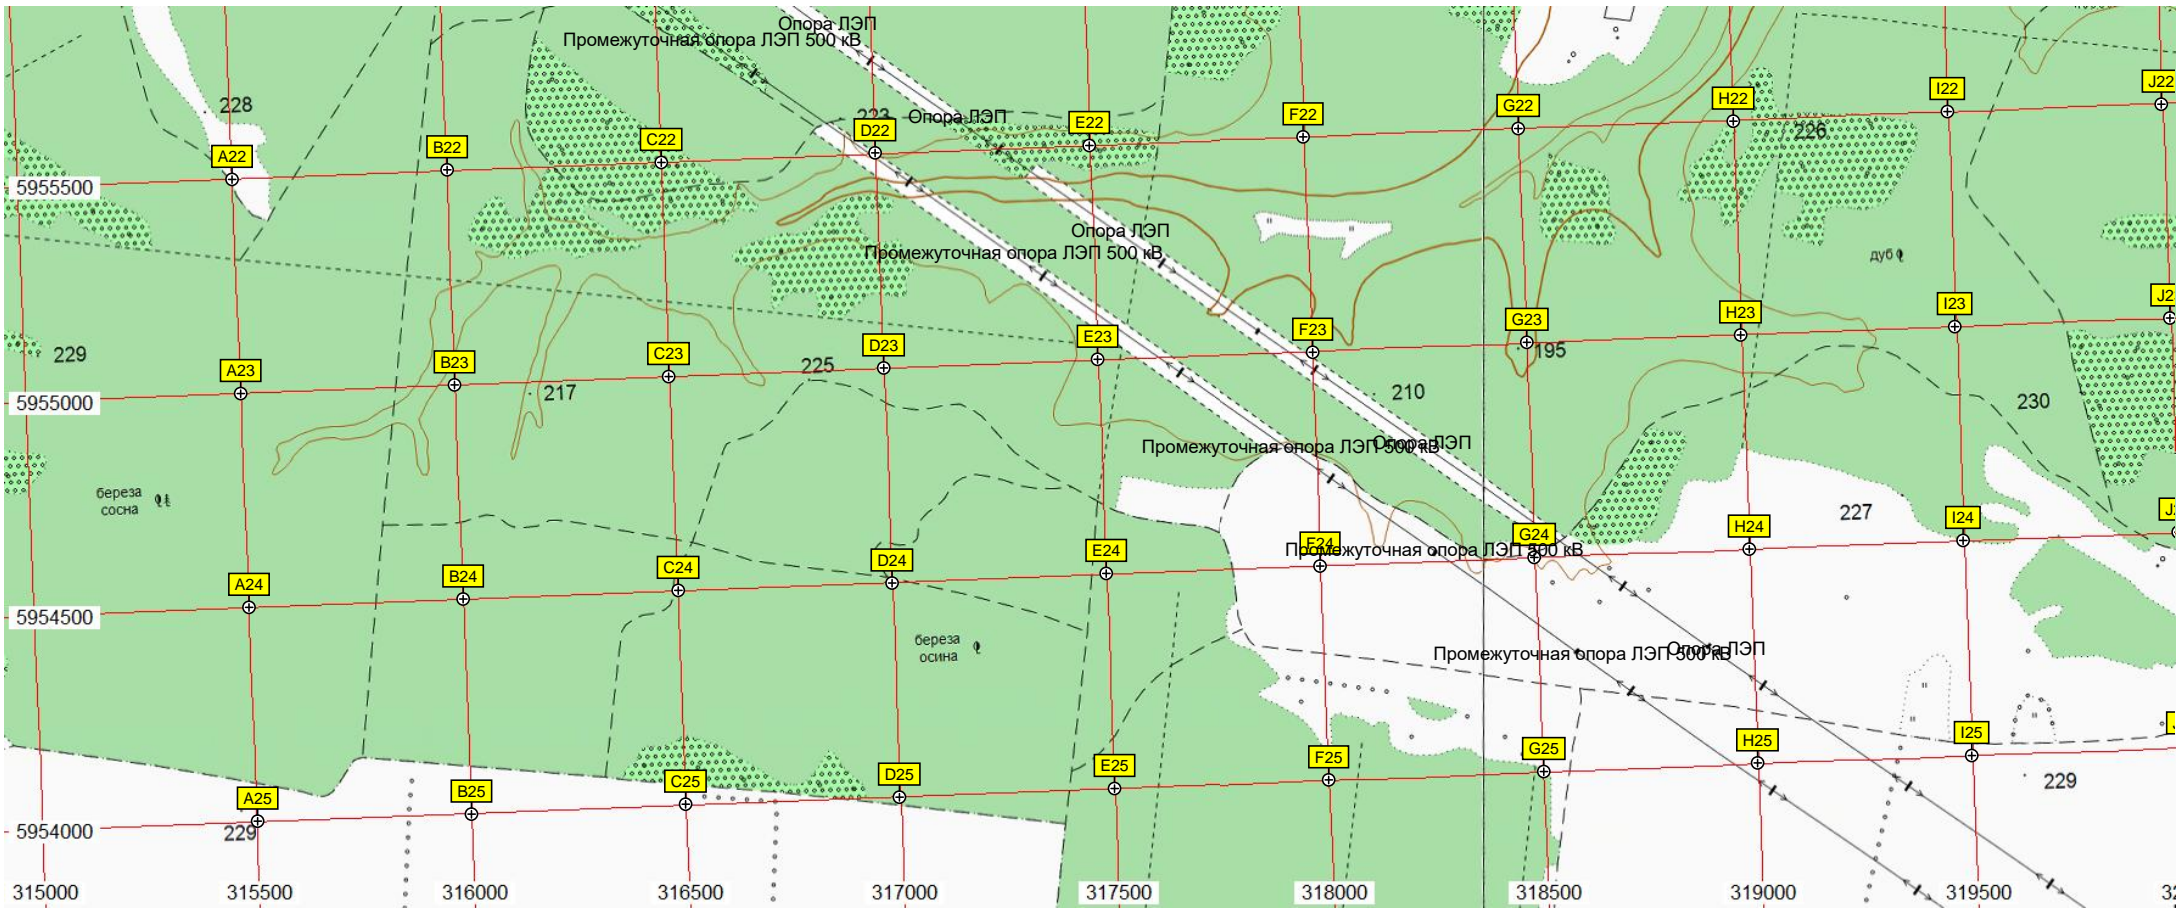 Опора ЛЭП
Промежуточная опора ЛЭП 500 кВ
J22
I22
H22
228
G22
F22
223
Опора ЛЭП
E22
D22
226
C22
B22
A22
5955500
Опора ЛЭП
Промежуточная опора ЛЭП 500 кВ
дуб
I23
H23
G23
F23
E23
D23
229
C23
B23
A23
225
195
217
210
230
5955000
Промежуточная опора ЛЭП 500 кВ
Опора ЛЭП
береза
сосна
227
I24
H24
G24
F24
Промежуточная опора ЛЭП 500 кВ
E24
D24
C24
B24
A24
5954500
береза
осина
Промежуточная опора ЛЭП 500 кВ
Опора ЛЭП
I25
H25
G25
F25
E25
D25
C25
B25
A25
229
229
5954000
315000
315500
316000
316500
317000
317500
318000
318500
319000
319500